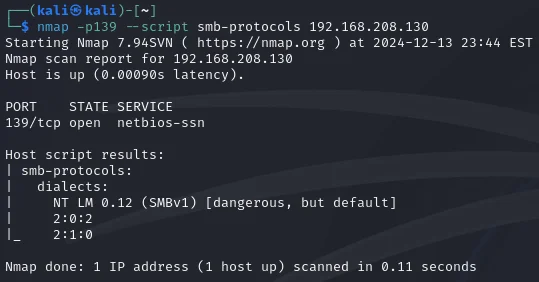 ┌──(kali㉿kali)-[~]
└─$ nmap -p139 --script smb-protocols 192.168.208.130
Starting Nmap 7.94SVN ( https://nmap.org ) at 2024-12-13 23:44 EST
Nmap scan report for 192.168.208.130
Host is up (0.00090s latency).

PORT    STATE SERVICE
139/tcp open  netbios-ssn

Host script results:
| smb-protocols:
|   dialects:
|     NT LM 0.12 (SMBv1) [dangerous, but default]
|     2:0:2
|_    2:1:0

Nmap done: 1 IP address (1 host up) scanned in 0.11 seconds